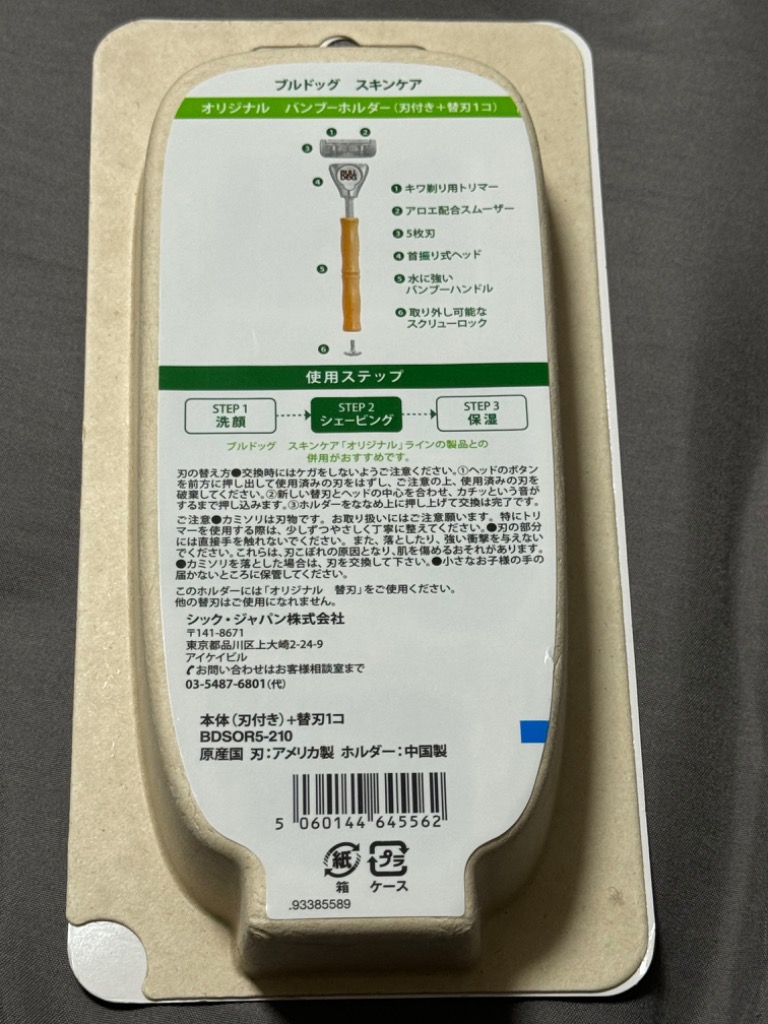 ブルドッグ スキンケア
オリジナル バンブーホルダー(刃付き+替刃1コ)
❶ ❷
❸
❹ BULL DOG
❺
❻
❶ キワ剃り用トリマー
❷ アロエ配合スムーザー
❸ 5枚刃
❹ 首振り式ヘッド
❺ 水に強い
バンブーハンドル
❻ 取り外し可能な
スクリューロック
使用ステップ
STEP 1
洗顔
STEP 2
シェービング
STEP 3
保湿
ブルドッグ スキンケア「オリジナル」ラインの製品との
併用がおすすめです。
刃の替え方●交換時にはケガをしないようご注意ください。①ヘッドのボタン
を前方に押し出して使用済みの刃をはずし、ご注意の上、使用済みの刃を
破棄してください。②新しい替刃とヘッドの中心を合わせ、カチッという音が
するまで押し込みます。③ホルダーをななめ上に押し上げて交換は完了です。
ご注意●カミソリは刃物です。お取り扱いにはご注意願います。特にトリ
マーを使用する際は、少しずつやさしく丁寧に整えてください。●刃の部分
には直接手を触れないでください。また、落としたり、強い衝撃を与えない
でください。これらは、刃こぼれの原因となり、肌を傷めるおそれがあります。
●カミソリを落とした場合は、刃を交換して下さい。●小さなお子様の手の
届かないところに保管してください。
このホルダーには「オリジナル 替刃」をご使用ください。
他の替刃はご使用になれません。
シック・ジャパン株式会社
〒141-8671
東京都品川区上大崎2-24-9
アイケイビル
お問い合わせはお客様相談室まで
03-5487-6801(代)
本体(刃付き)+替刃1コ
BDSOR5-210
原産国 刃:アメリカ製 ホルダー:中国製
5 060144 645562
紙 プラ
箱 ケース
.93385589